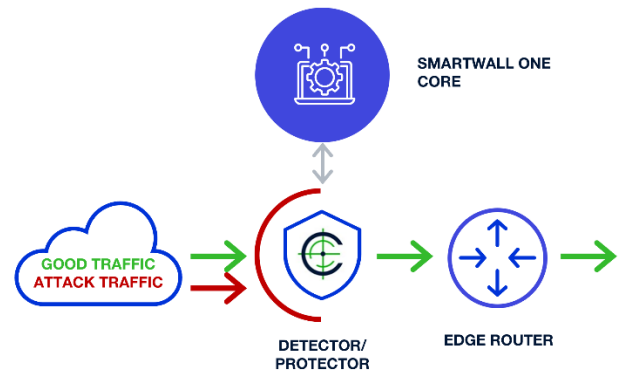 SMARTWALL ONE
CORE
GOOD TRAFFIC
ATTACK TRAFFIC
DETECTOR/
PROTECTOR
EDGE ROUTER